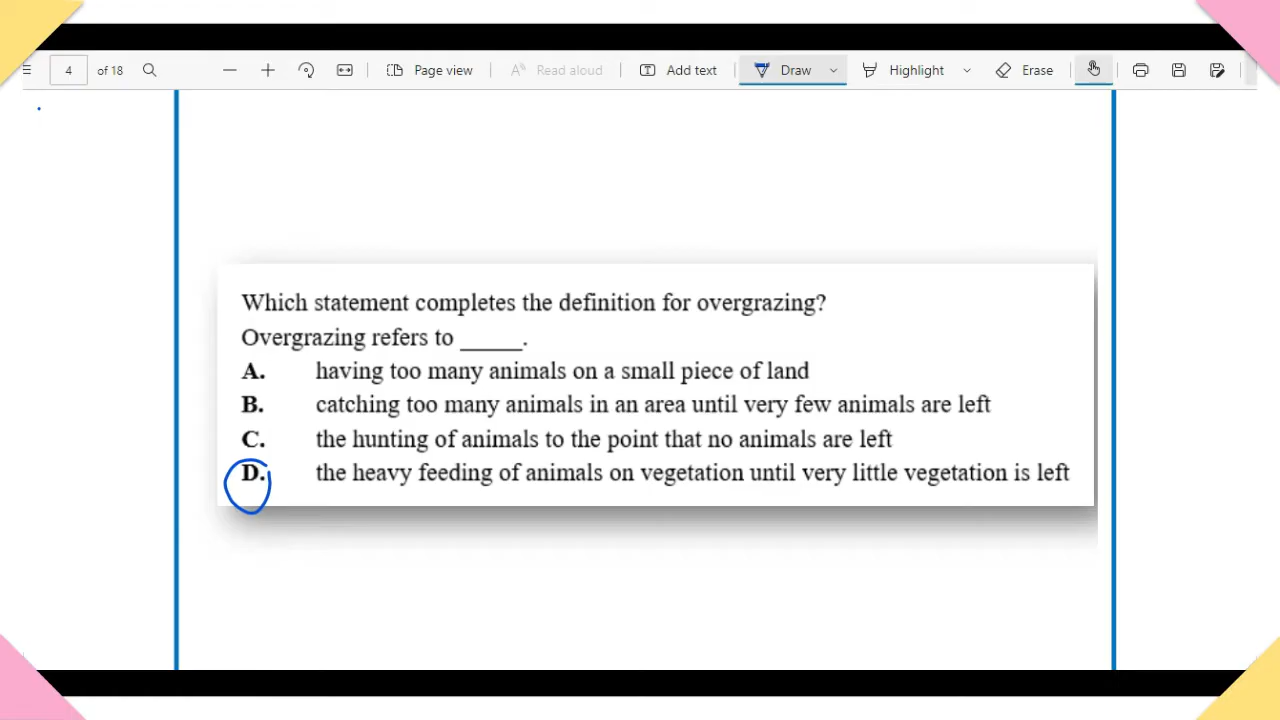 4 of 18 Page view Read aloud Add text Draw Highlight Erase
Which statement completes the definition for overgrazing?
Overgrazing refers to _____.
A. having too many animals on a small piece of land
B. catching too many animals in an area until very few animals are left
C. the hunting of animals to the point that no animals are left
D. the heavy feeding of animals on vegetation until very little vegetation is left